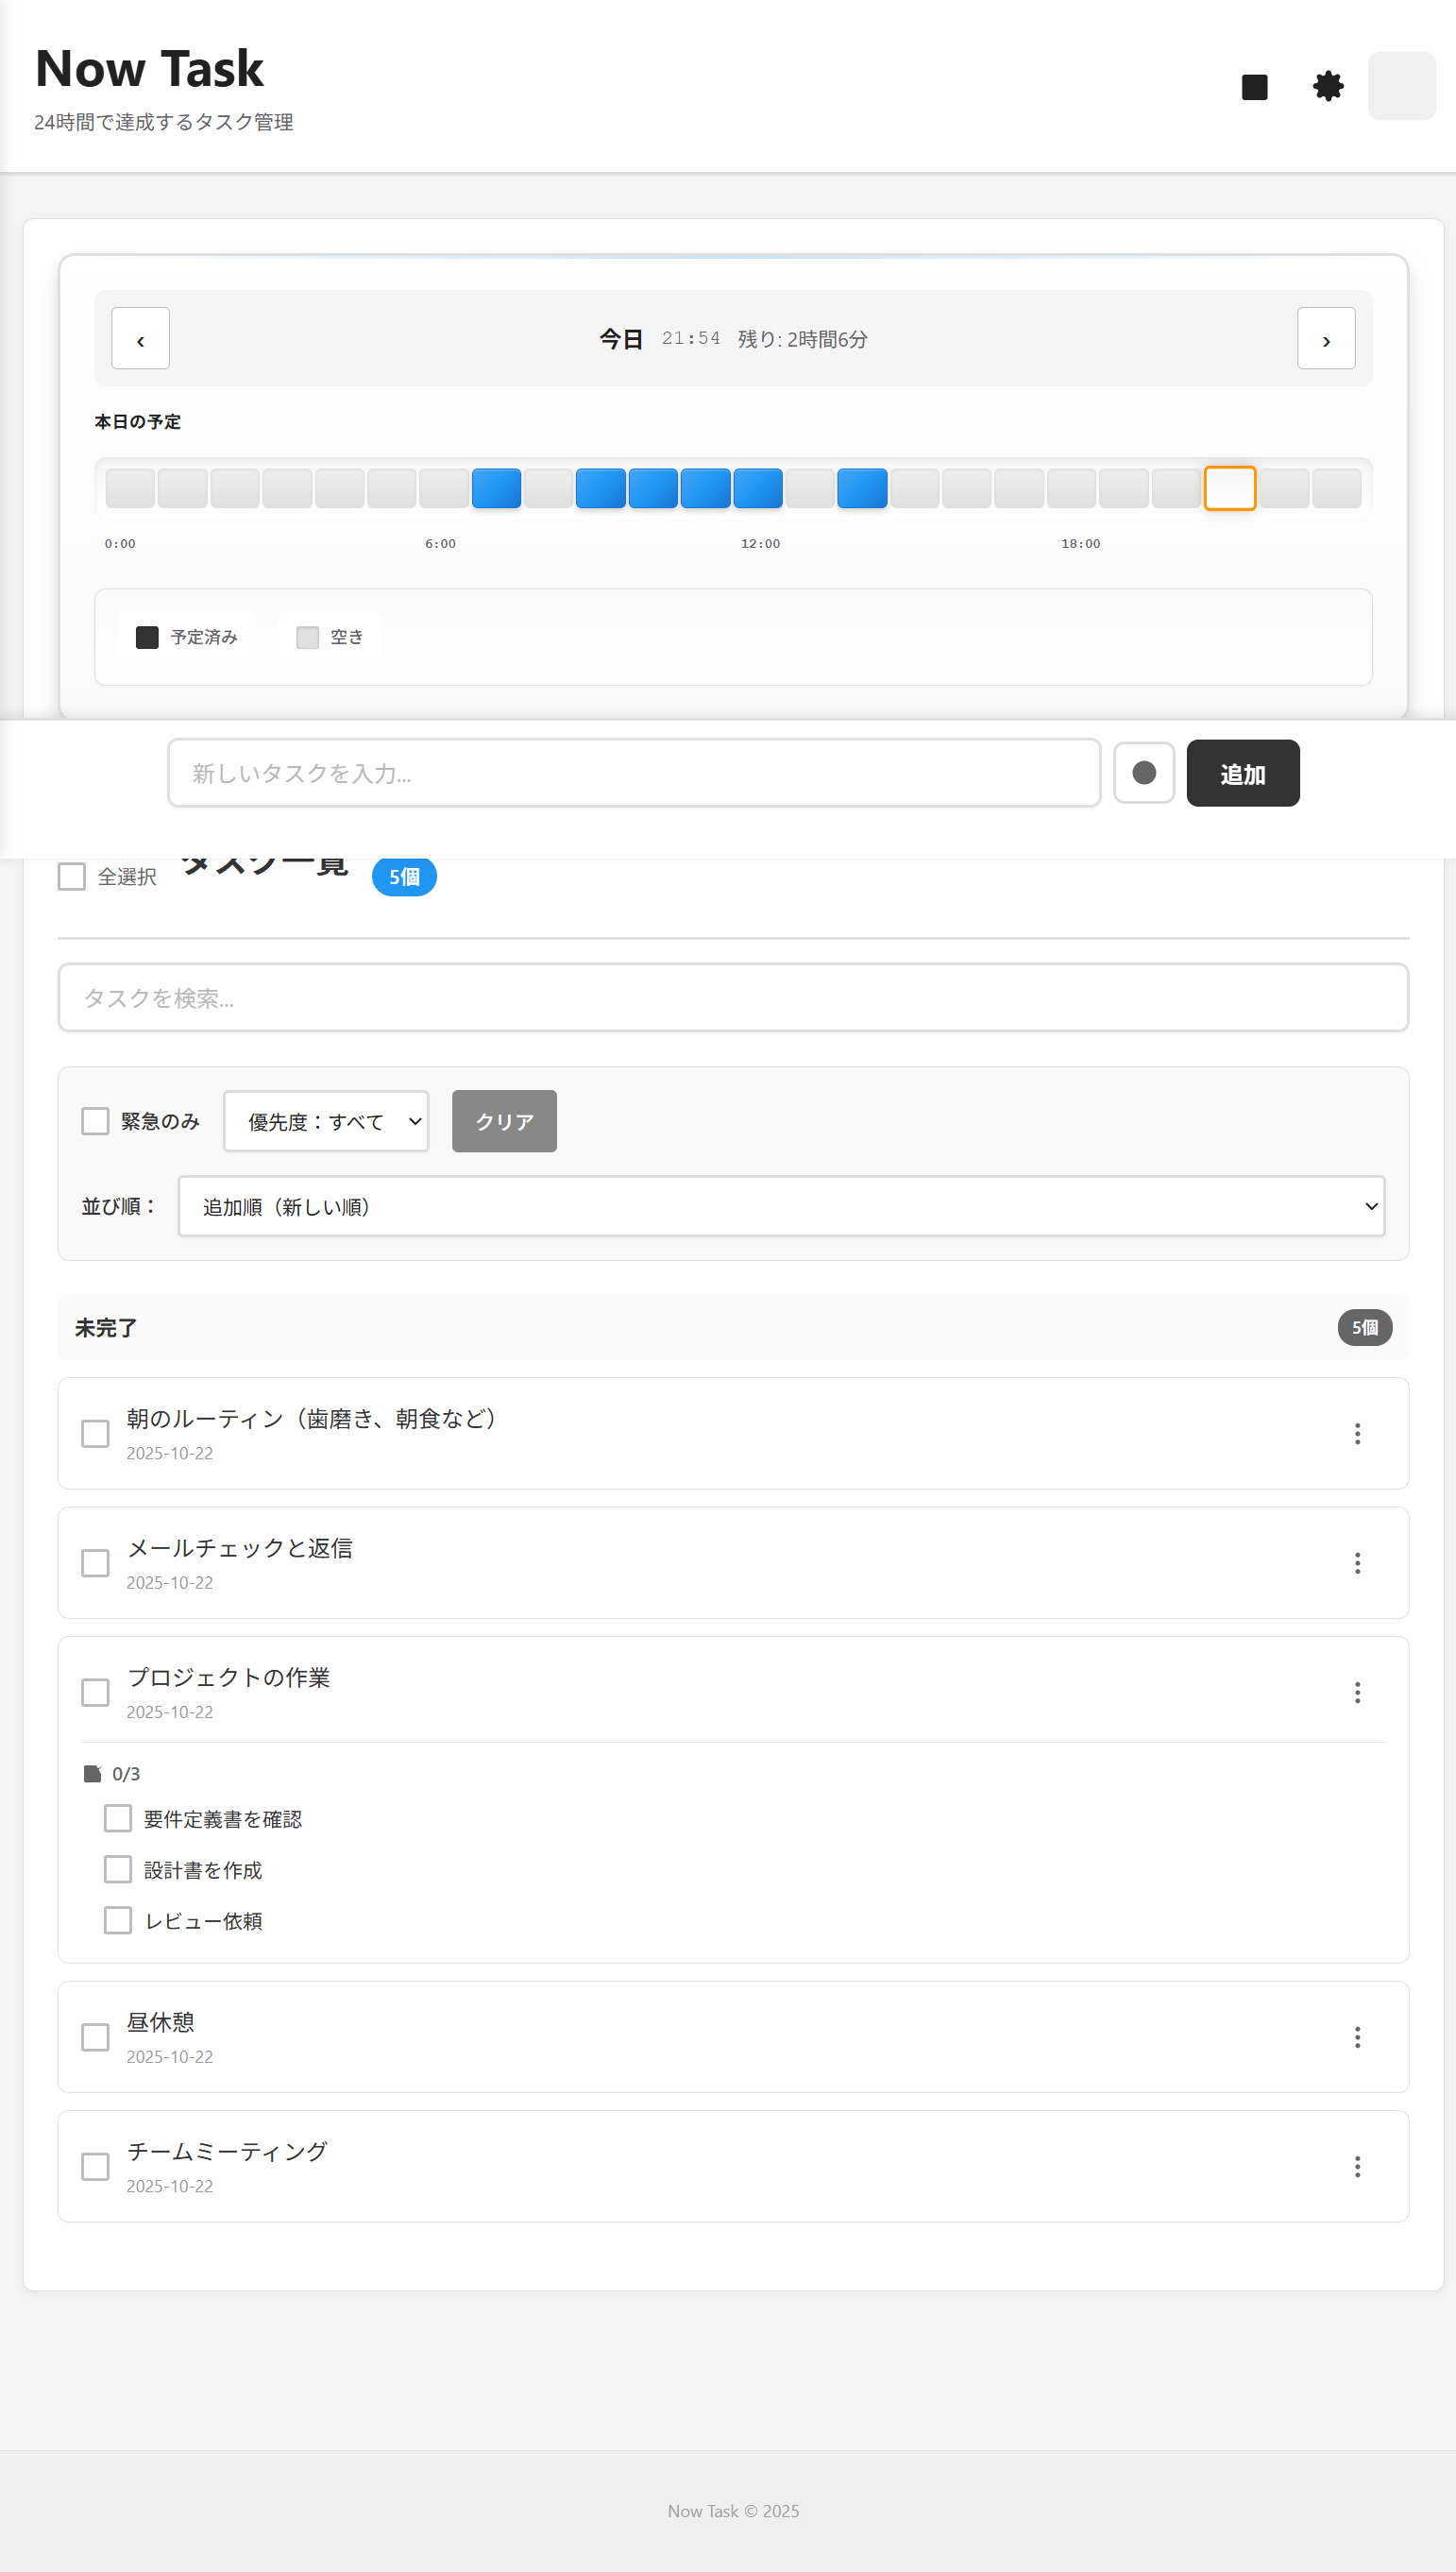 Now Task
24時間で達成するタスク管理
‹ 今日 21:54 残り: 2時間6分 ›
本日の予定
0:00 6:00 12:00 18:00
予定済み 空き
新しいタスクを入力... 追加
全選択 タスク一覧 5個
タスクを検索...
緊急のみ 優先度：すべて クリア
並び順： 追加順（新しい順）
未完了 5個
朝のルーティン（歯磨き、朝食など）
2025-10-22
メールチェックと返信
2025-10-22
プロジェクトの作業
2025-10-22
0/3
要件定義書を確認
設計書を作成
レビュー依頼
昼休憩
2025-10-22
チームミーティング
2025-10-22
Now Task © 2025